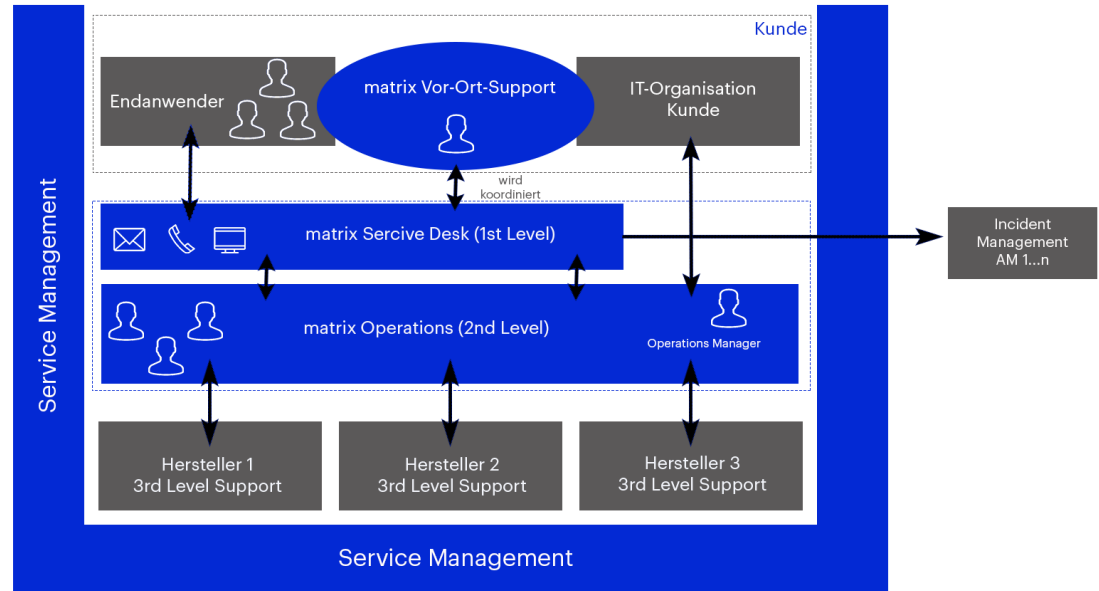 Kunde
Endanwender
matrix Vor-Ort-Support
IT-Organisation
Kunde
wird
koordiniert
matrix Sercive Desk (1st Level)
Incident
Management
AM 1...n
matrix Operations (2nd Level)
Operations Manager
Hersteller 1
3rd Level Support
Hersteller 2
3rd Level Support
Hersteller 3
3rd Level Support
Service Management
Service Management